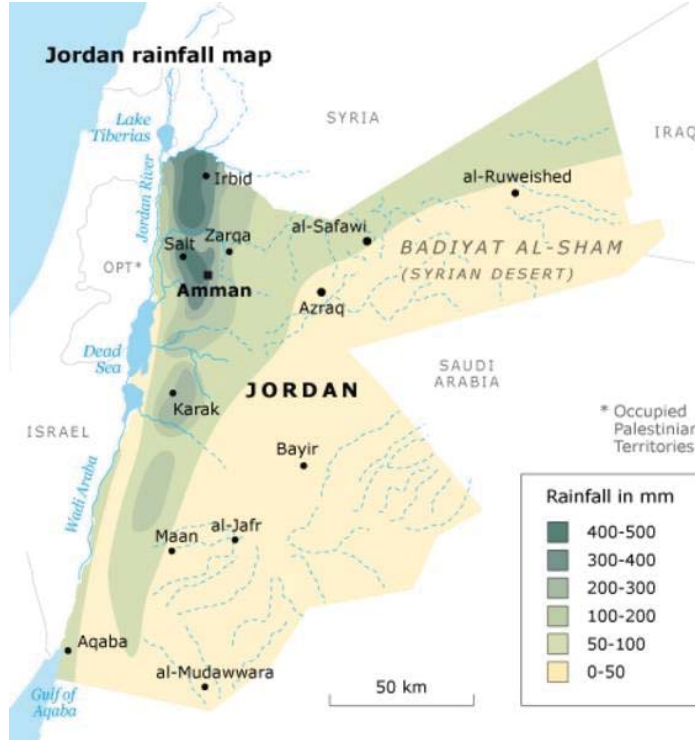 Jordan rainfall map
Lake
Tiberias
SYRIA
IRAQ
Jordan River
Irbid
al-Ruweished
al-Safawi
Zarqa
Salt
BADIYAT AL-SHAM
(SYRIAN DESERT)
OPT*
Amman
Azraq
Dead
Sea
SAUDI
ARABIA
JORDAN
Karak
* Occupied
Palestinian
Territories
ISRAEL
Bayir
Wadi Araba
Rainfall in mm
al-Jafr
Maan
400-500
300-400
200-300
100-200
50-100
0-50
Aqaba
al-Mudawwara
50 km
Gulf of
Aqaba